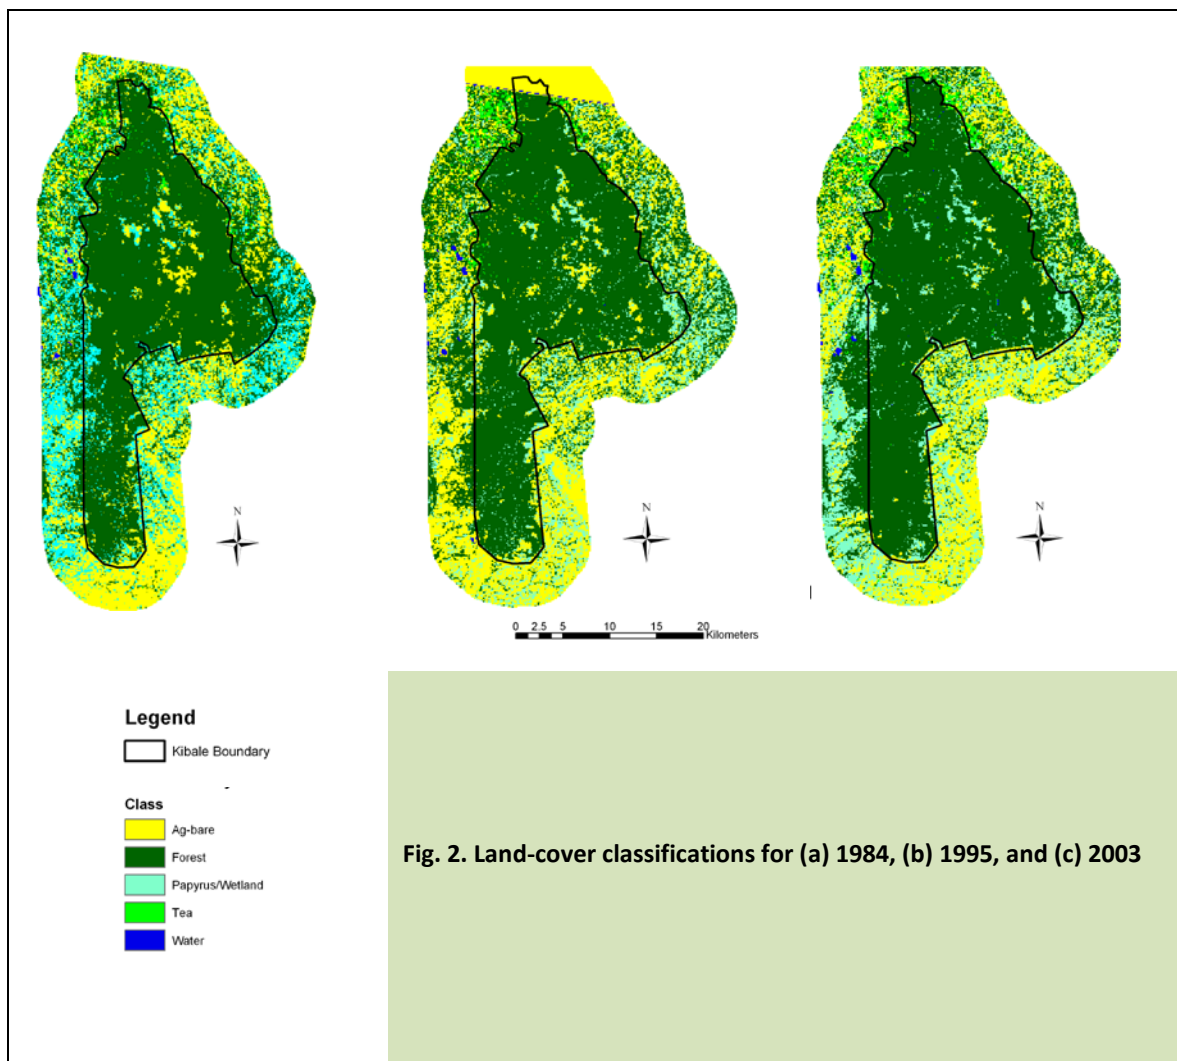 N
N
N
0 2.5 5 10 15 20
Kilometers
Legend
Kibale Boundary
Class
Ag-bare
Forest
Papyrus/Wetland
Tea
Water
Fig. 2. Land-cover classifications for (a) 1984, (b) 1995, and (c) 2003